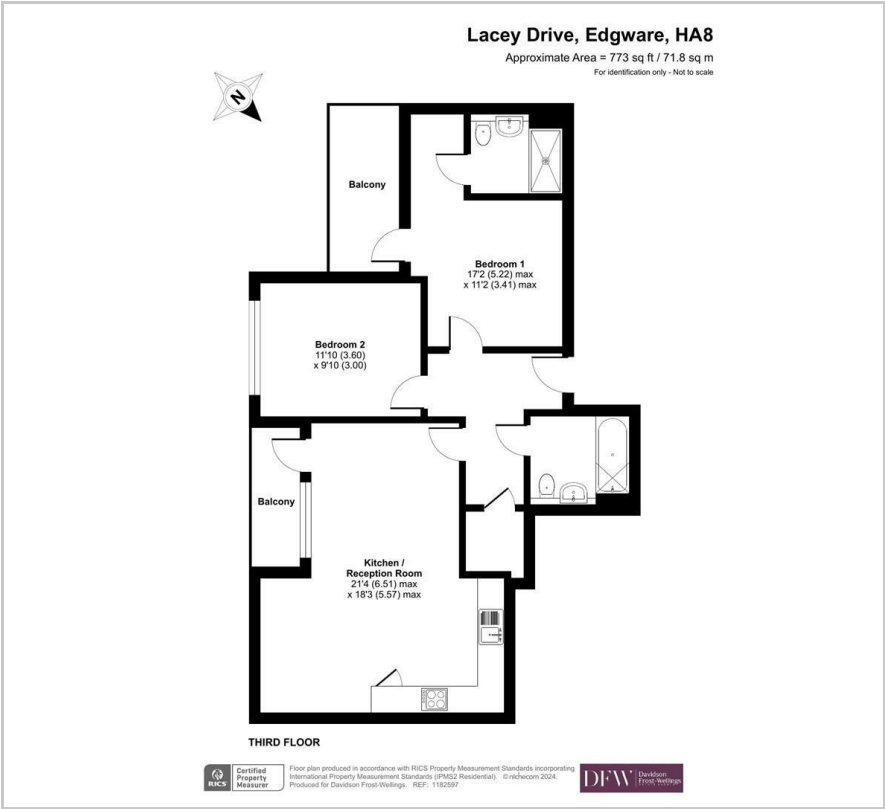 Lacey Drive, Edgware, HA8
Approximate Area = 773 sq ft / 71.8 sq m
For identification only - Not to scale
N
Balcony
Bedroom 1
17'2 (5.22) max
x 11'2 (3.41) max
Bedroom 2
11'10 (3.60)
x 9'10 (3.00)
Balcony
Kitchen /
Reception Room
21'4 (6.51) max
x 18'3 (5.57) max
THIRD FLOOR
RICS
Certified
Property
Measurer
Floor plan produced in accordance with RICS Property Measurement Standards incorporating
International Property Measurement Standards (IPMS2 Residential). © nichecom 2024.
Produced for Davidson Frost-Wellings. REF: 1182597
DFW
Davidson
Frost-Wellings